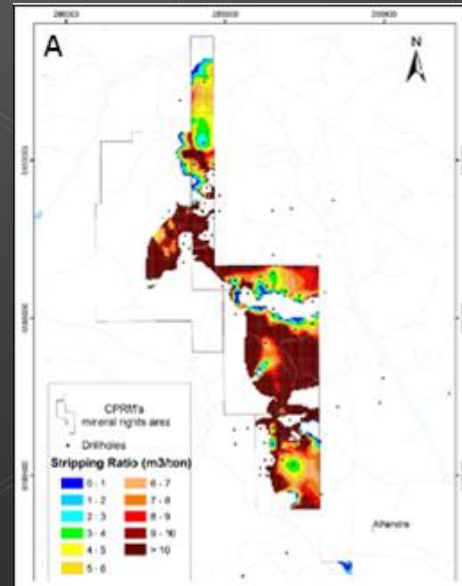 A
N
CPRM's
mineral rights area
Drillholes
Stripping Ratio (m3/ton)
0 - 1
1 - 2
2 - 3
3 - 4
4 - 5
5 - 6
6 - 7
7 - 8
8 - 9
9 - 10
> 10
Alhandra